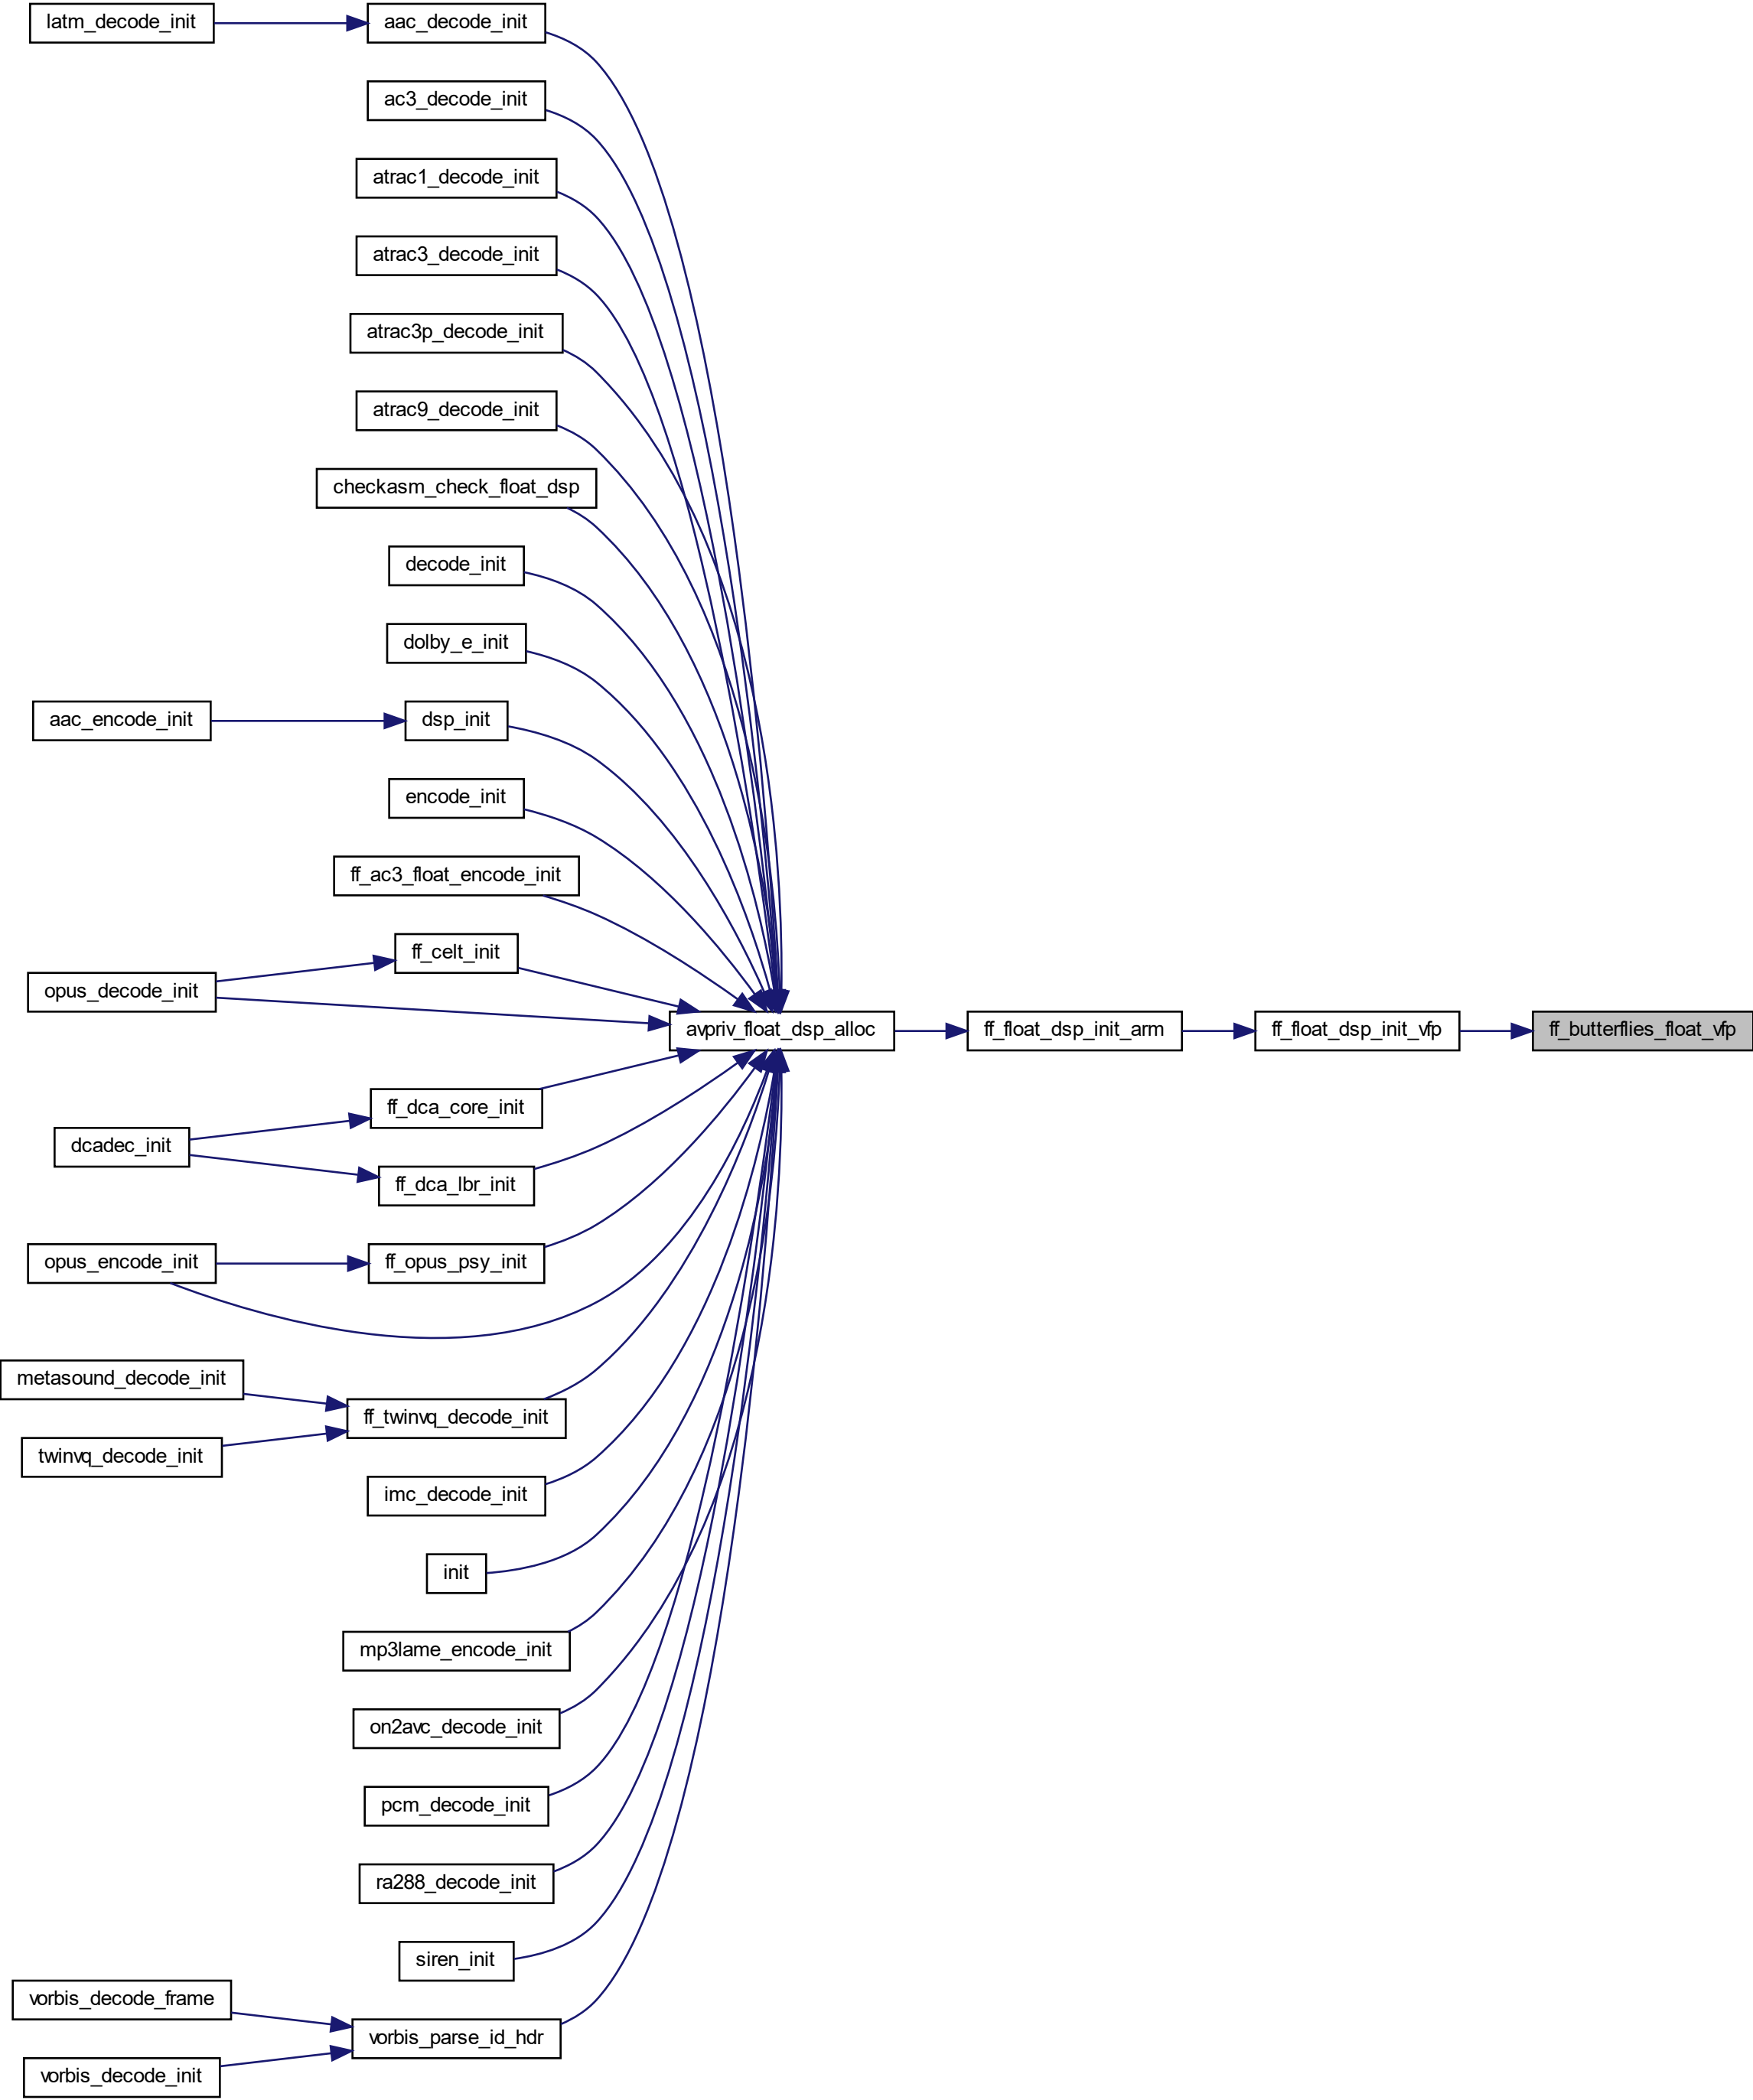 latm_decode_init
aac_decode_init
ac3_decode_init
atrac1_decode_init
atrac3_decode_init
atrac3p_decode_init
atrac9_decode_init
checkasm_check_float_dsp
decode_init
dolby_e_init
aac_encode_init
dsp_init
encode_init
ff_ac3_float_encode_init
ff_celt_init
opus_decode_init
avpriv_float_dsp_alloc
ff_float_dsp_init_arm
ff_float_dsp_init_vfp
ff_butterflies_float_vfp
ff_dca_core_init
dcadec_init
ff_dca_lbr_init
opus_encode_init
ff_opus_psy_init
metasound_decode_init
ff_twinvq_decode_init
twinvq_decode_init
imc_decode_init
init
mp3lame_encode_init
on2avc_decode_init
pcm_decode_init
ra288_decode_init
siren_init
vorbis_decode_frame
vorbis_parse_id_hdr
vorbis_decode_init